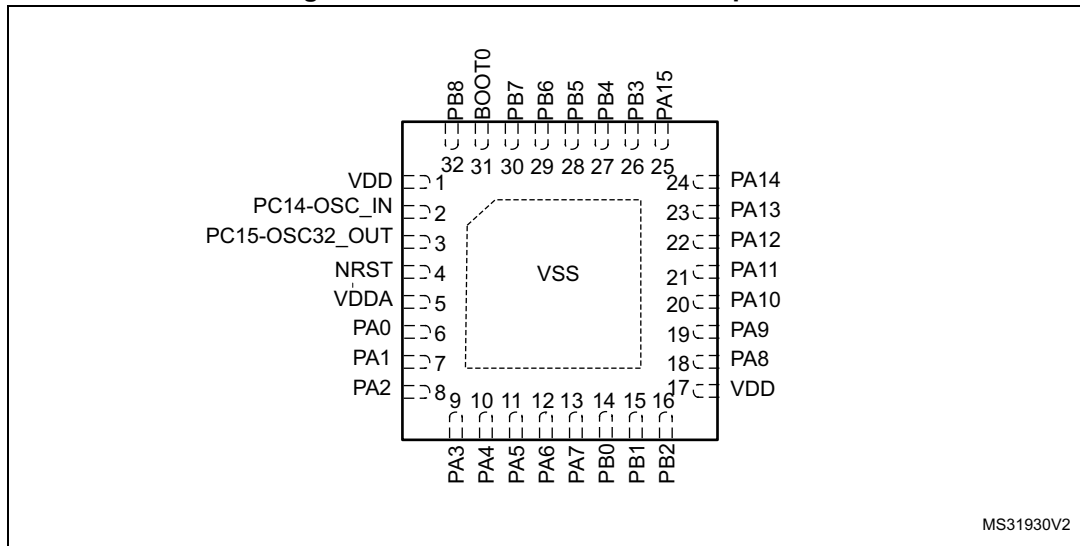 PB8
BOOT0
PB7
PB6
PB5
PB4
PB3
PA15
32 31 30 29 28 27 26 25
VDD 1
PC14-OSC_IN 2
PC15-OSC32_OUT 3
NRST 4
VDDA 5
PA0 6
PA1 7
PA2 8
VSS
24 PA14
23 PA13
22 PA12
21 PA11
20 PA10
19 PA9
18 PA8
17 VDD
9 10 11 12 13 14 15 16
PA3
PA4
PA5
PA6
PA7
PB0
PB1
PB2
MS31930V2